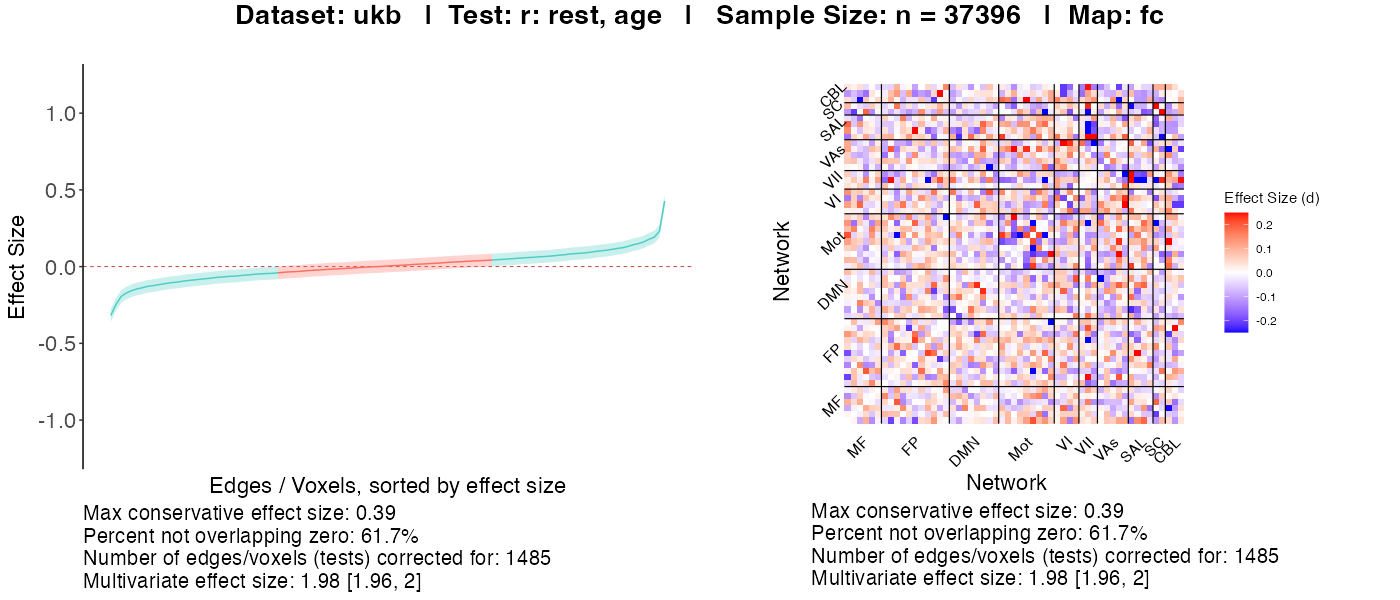 Dataset: ukb | Test: r: rest, age | Sample Size: n = 37396 | Map: fc
Effect Size
1.0
0.5
0.0
-0.5
-1.0
Edges / Voxels, sorted by effect size
Max conservative effect size: 0.39
Percent not overlapping zero: 61.7%
Number of edges/voxels (tests) corrected for: 1485
Multivariate effect size: 1.98 [1.96, 2]
Network
CBL
SC
SAL
VAs
VII
VI
Mot
DMN
FP
MF
MF
FP
DMN
Mot
VI
VII
VAs
SAL
SC
CBL
Network
Effect Size (d)
0.2
0.1
0.0
-0.1
-0.2
Max conservative effect size: 0.39
Percent not overlapping zero: 61.7%
Number of edges/voxels (tests) corrected for: 1485
Multivariate effect size: 1.98 [1.96, 2]